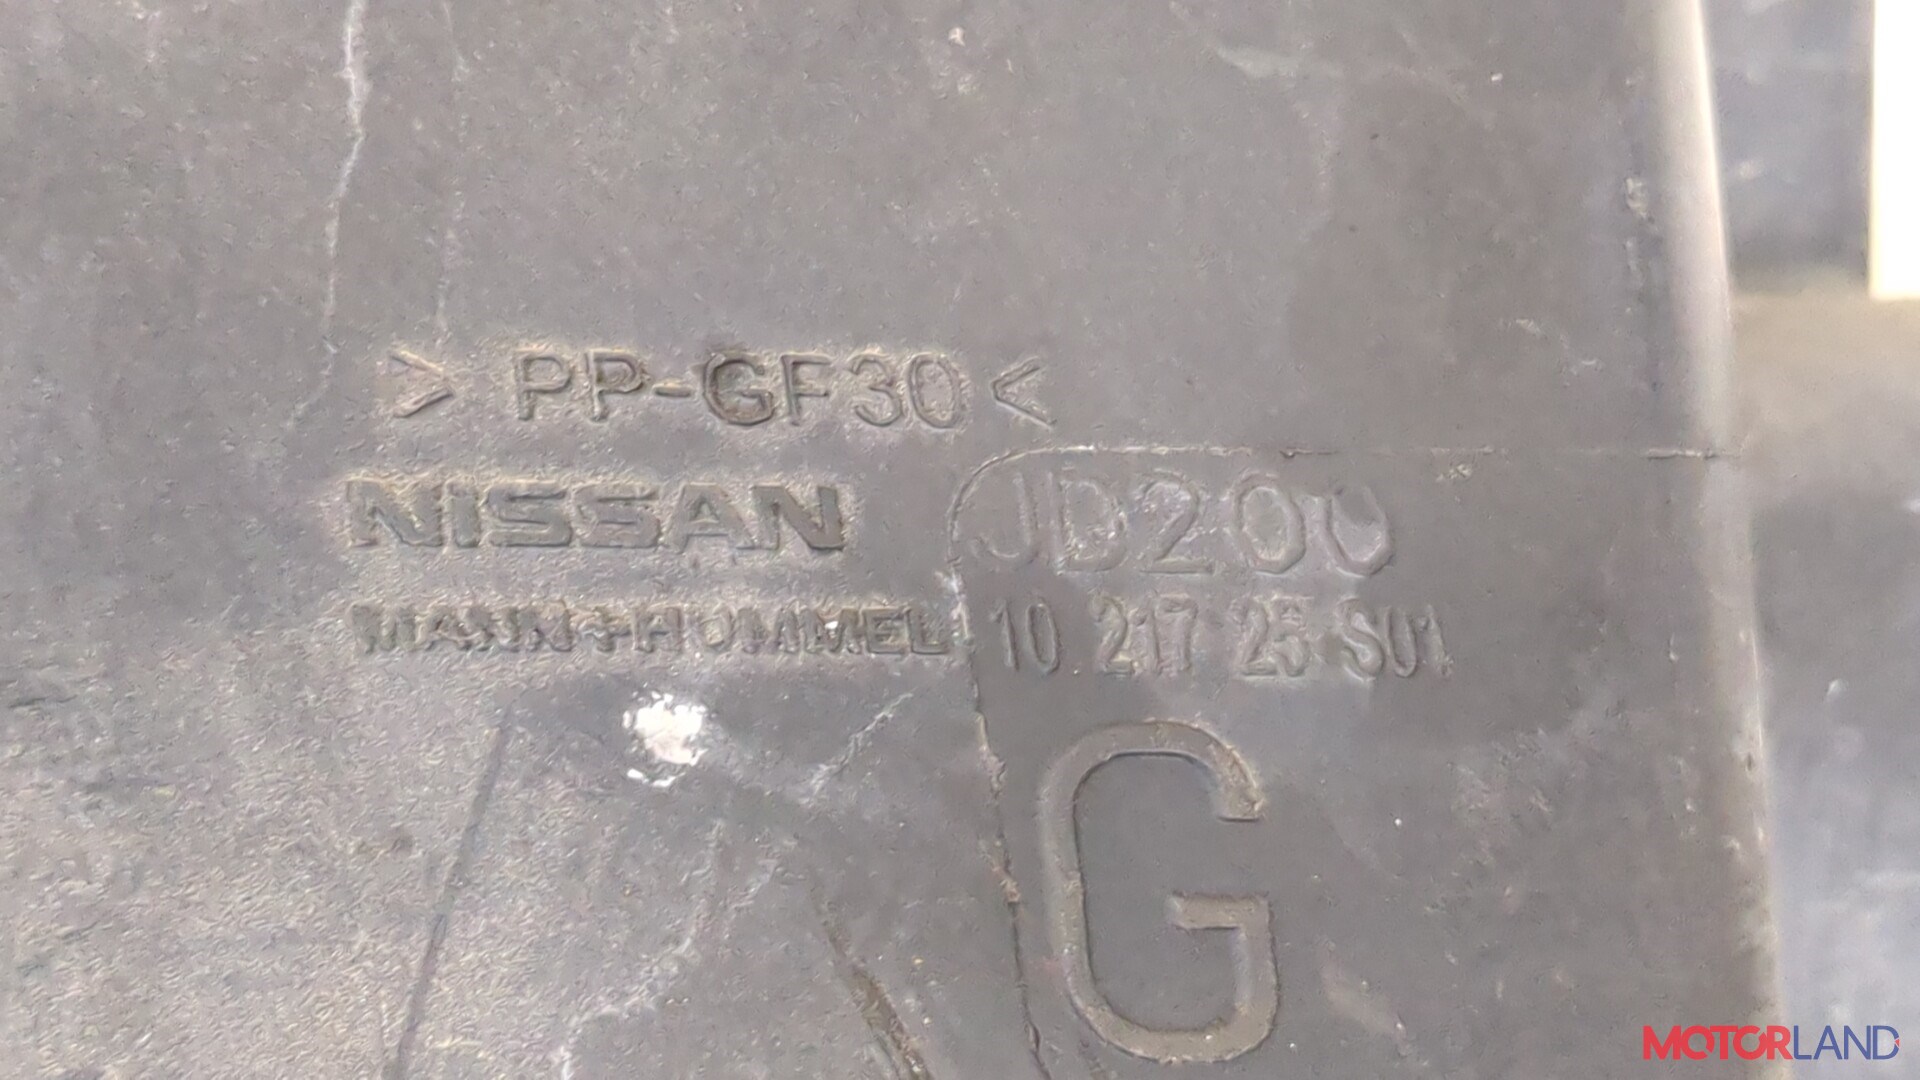 > PP-GF30 <
NISSAN JD200
MANN+HUMMEL 10 217 25 S01
G
MOTORLAND